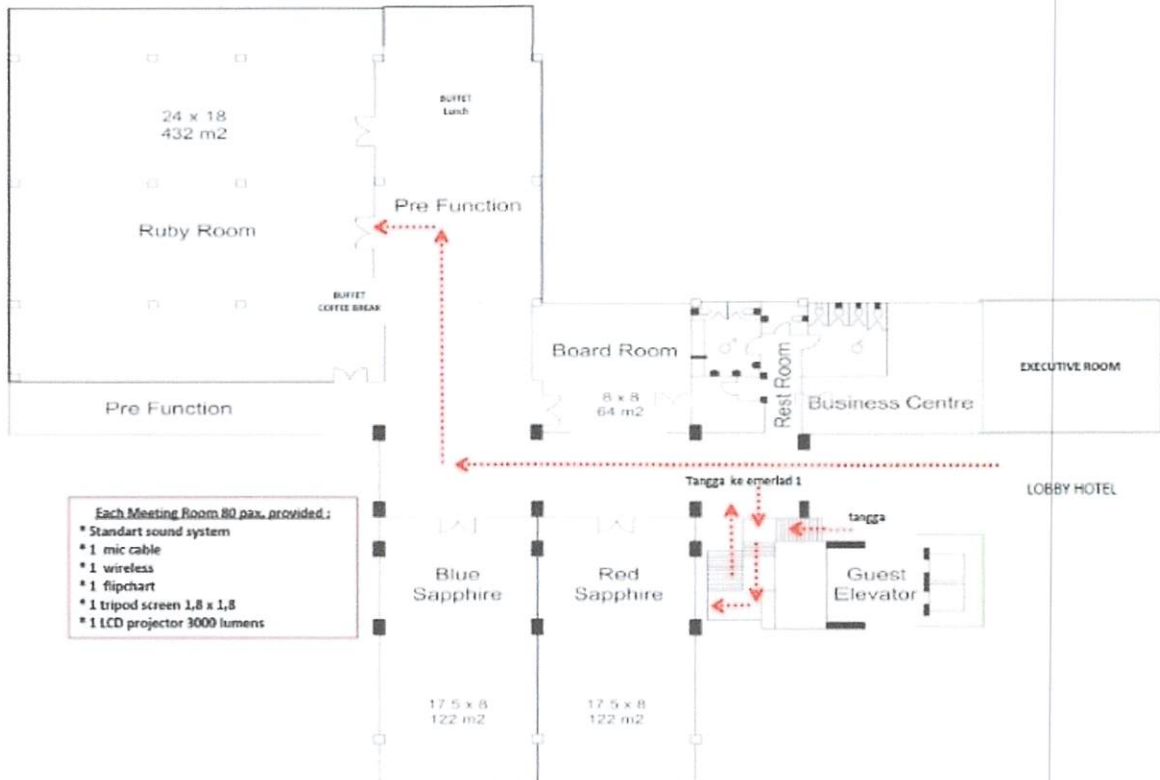 24 x 18
432 m2
Ruby Room
BUFFET
Lunch
Pre Function
BUFFET
COFFEE BREAK
Pre Function
Board Room
8 x 8
64 m2
Rest Room
Business Centre
EXECUTIVE ROOM
LOBBY HOTEL
Tangga ke emerlad 1
tangga
Each Meeting Room 80 pax, provided :
* Standart sound system
* 1 mic cable
* 1 wireless
* 1 flipchart
* 1 tripod screen 1,8 x 1,8
* 1 LCD projector 3000 lumens
Blue
Sapphire
Red
Sapphire
Guest
Elevator
17.5 x 8
122 m2
17.5 x 8
122 m2